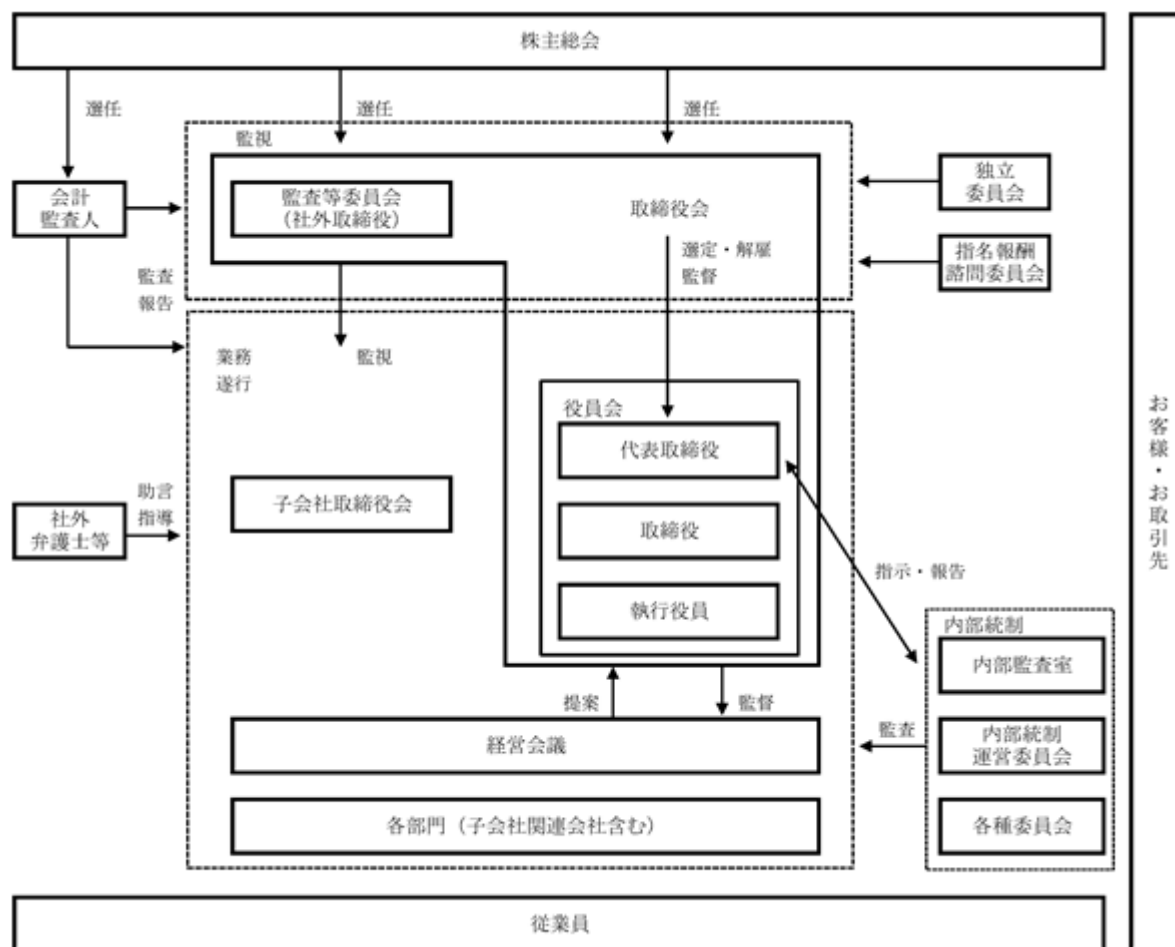 株主総会
選任
選任
選任
監視
会計
監査人
監査等委員会
(社外取締役)
取締役会
独立
委員会
選定・解雇
監督
指名報酬
諮問委員会
監査
報告
業務
遂行
監視
役員会
代表取締役
お客様・お取引先
社外
弁護士等
助言
指導
子会社取締役会
取締役
指示・報告
執行役員
内部統制
内部監査室
提案
監督
経営会議
監査
内部統制
運営委員会
各部門(子会社関連会社含む)
各種委員会
従業員